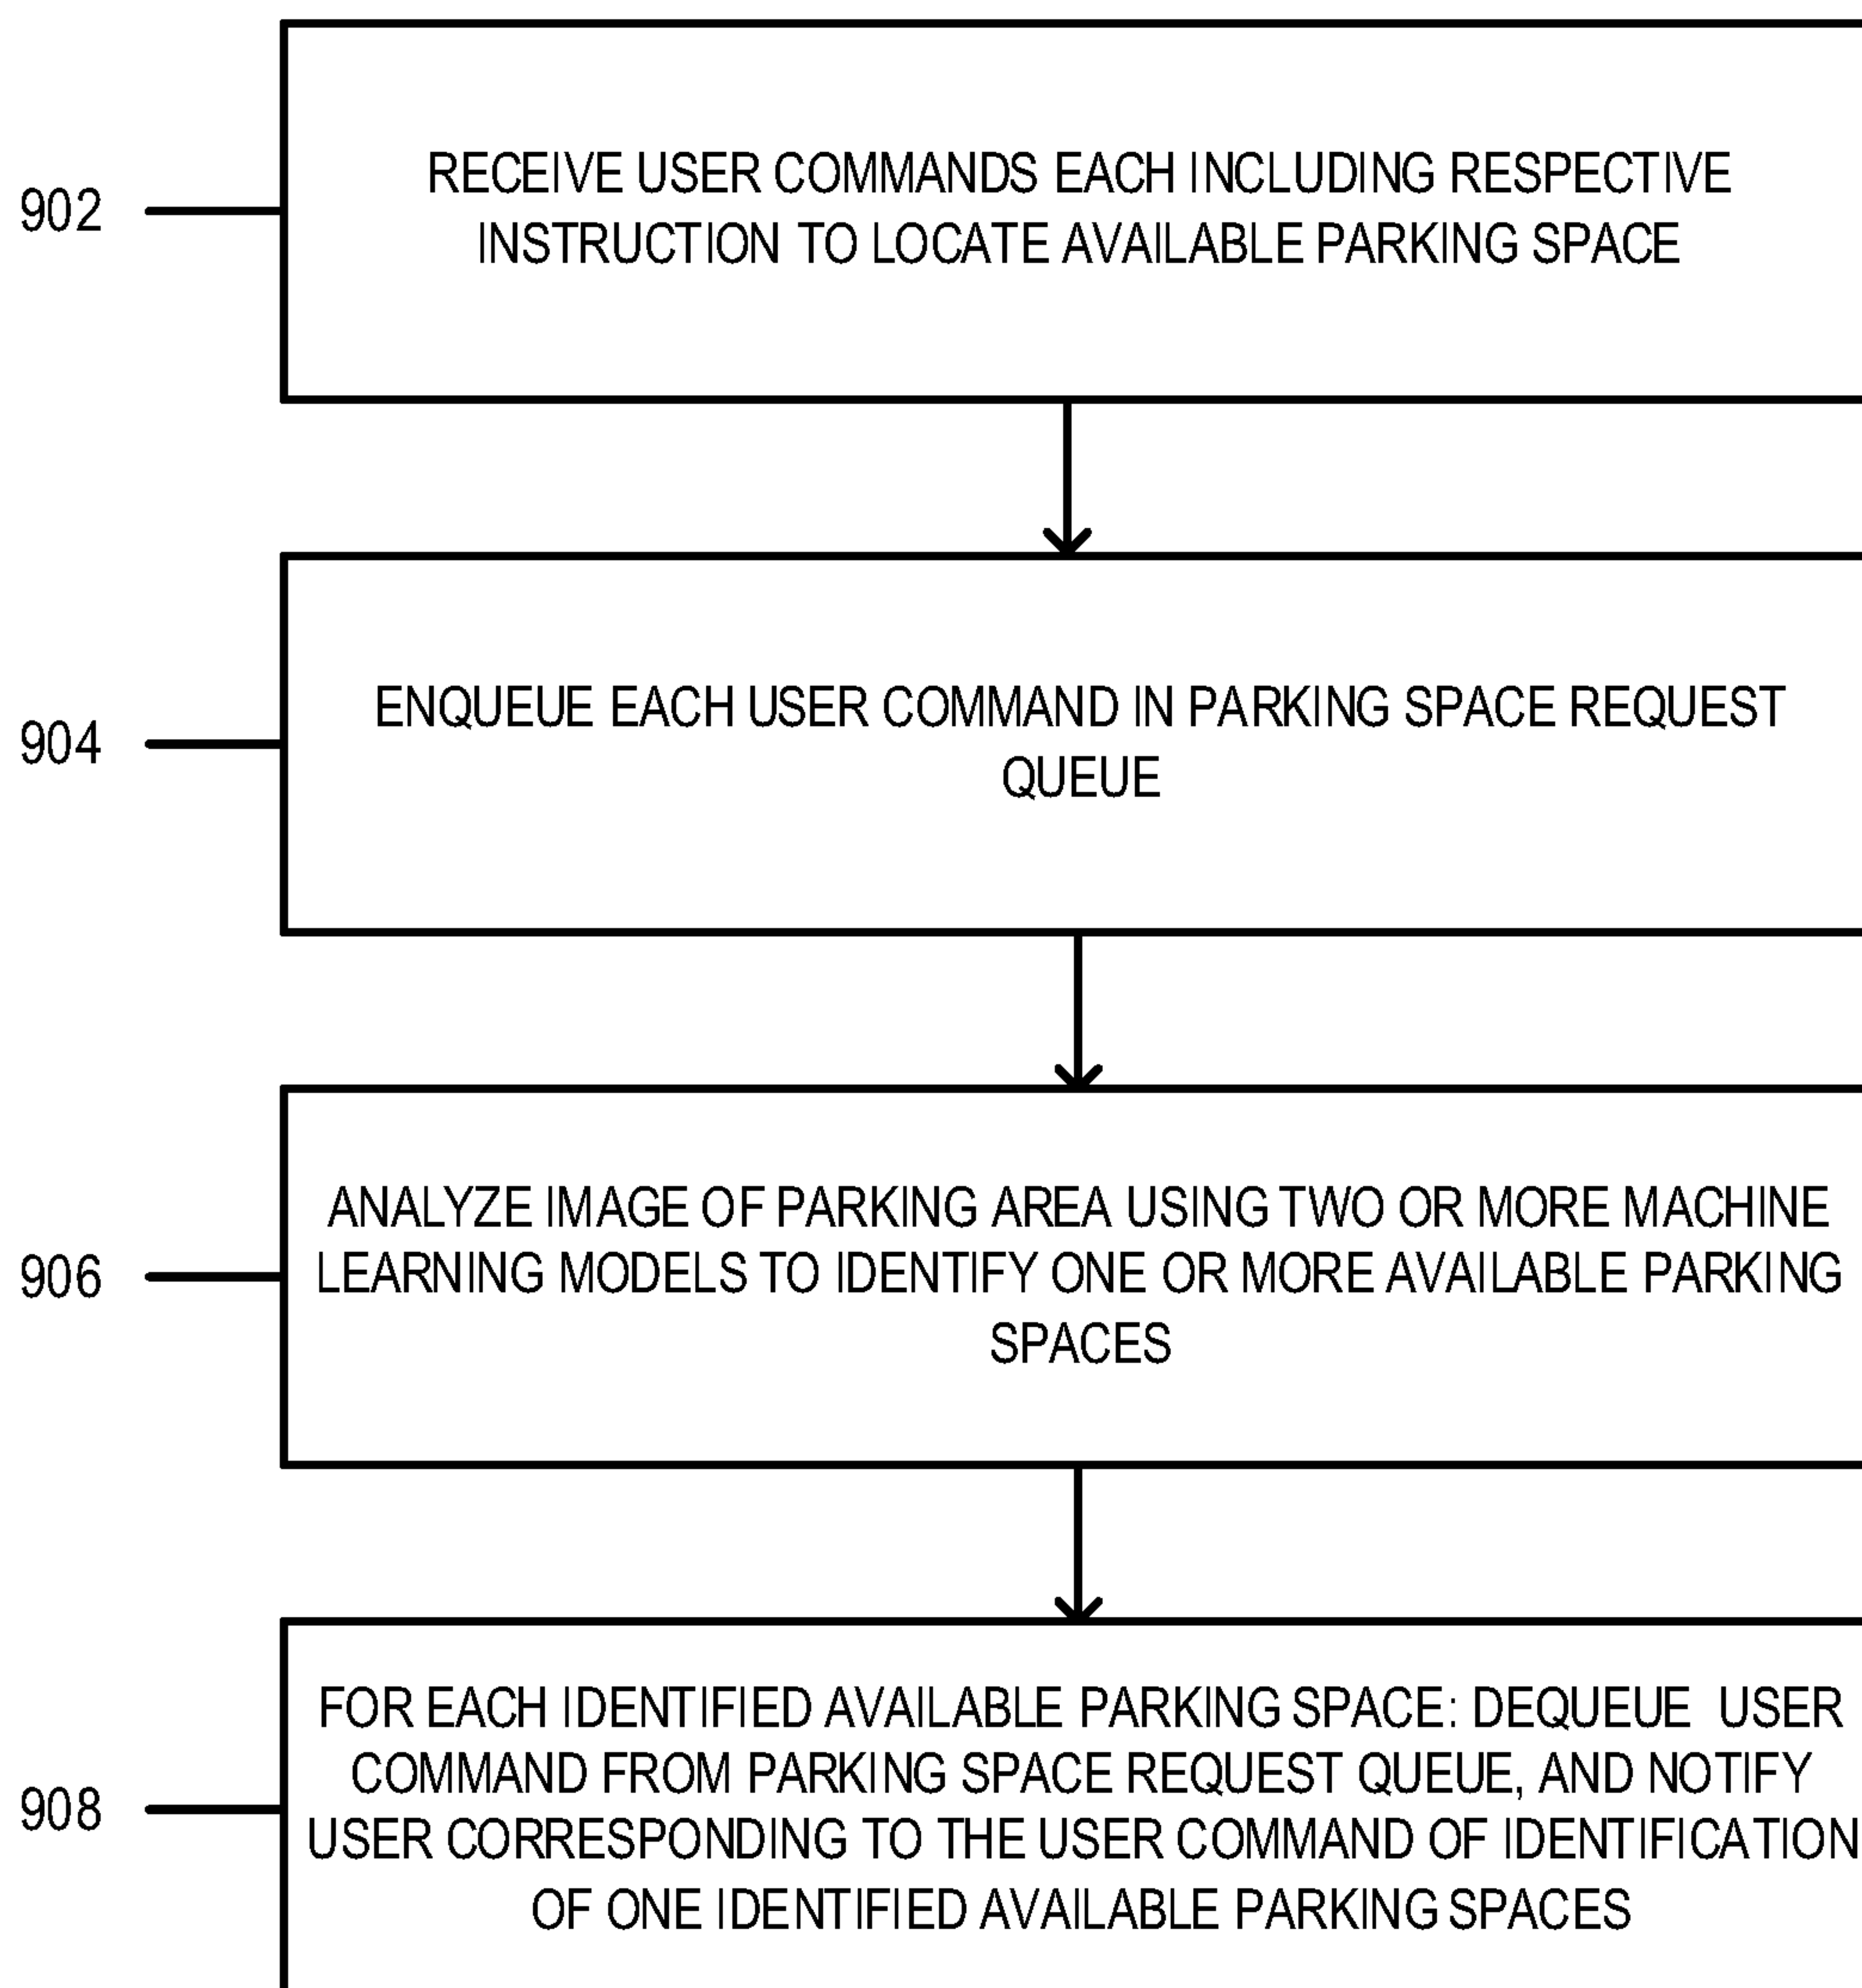 902
RECEIVE USER COMMANDS EACH INCLUDING RESPECTIVE
INSTRUCTION TO LOCATE AVAILABLE PARKING SPACE
904
ENQUEUE EACH USER COMMAND IN PARKING SPACE REQUEST
QUEUE
906
ANALYZE IMAGE OF PARKING AREA USING TWO OR MORE MACHINE
LEARNING MODELS TO IDENTIFY ONE OR MORE AVAILABLE PARKING
SPACES
908
FOR EACH IDENTIFIED AVAILABLE PARKING SPACE: DEQUEUE  USER
COMMAND FROM PARKING SPACE REQUEST QUEUE, AND NOTIFY
USER CORRESPONDING TO THE USER COMMAND OF IDENTIFICATION
OF ONE IDENTIFIED AVAILABLE PARKING SPACES